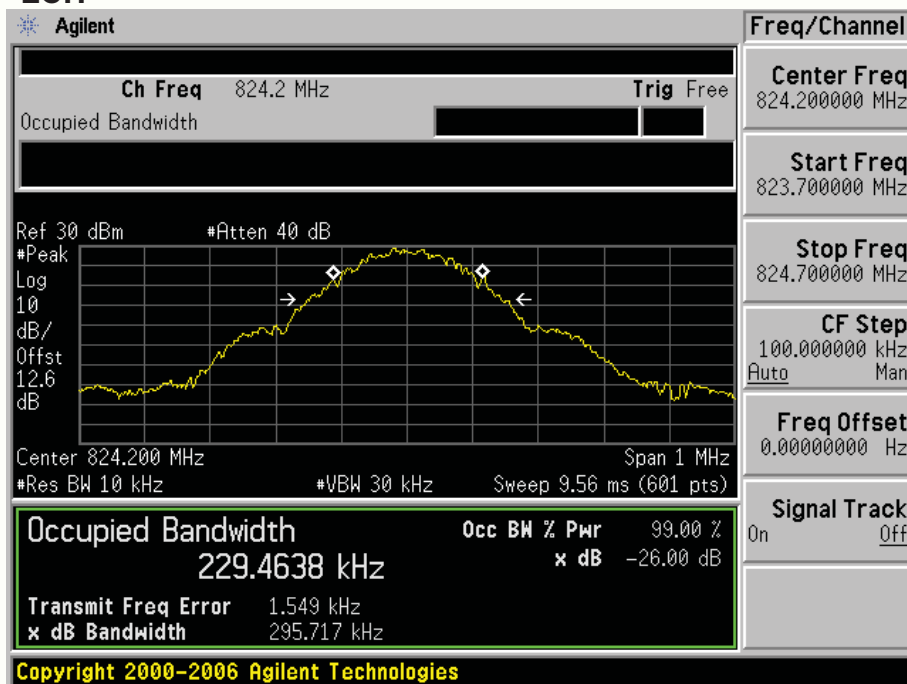 Agilent
Freq/Channel
Ch Freq 824.2 MHz Trig Free
Occupied Bandwidth
Center Freq
824.200000 MHz
Start Freq
823.700000 MHz
Stop Freq
824.700000 MHz
CF Step
100.000000 kHz
Auto Man
Freq Offset
0.00000000 Hz
Signal Track
On Off
Ref 30 dBm #Atten 40 dB
#Peak
Log
10
dB/
Offst
12.6
dB
Center 824.200 MHz Span 1 MHz
#Res BW 10 kHz #VBW 30 kHz Sweep 9.56 ms (601 pts)
Occupied Bandwidth Occ BW % Pwr 99.00 %
229.4638 kHz x dB -26.00 dB
Transmit Freq Error 1.549 kHz
x dB Bandwidth 295.717 kHz
Copyright 2000-2006 Agilent Technologies